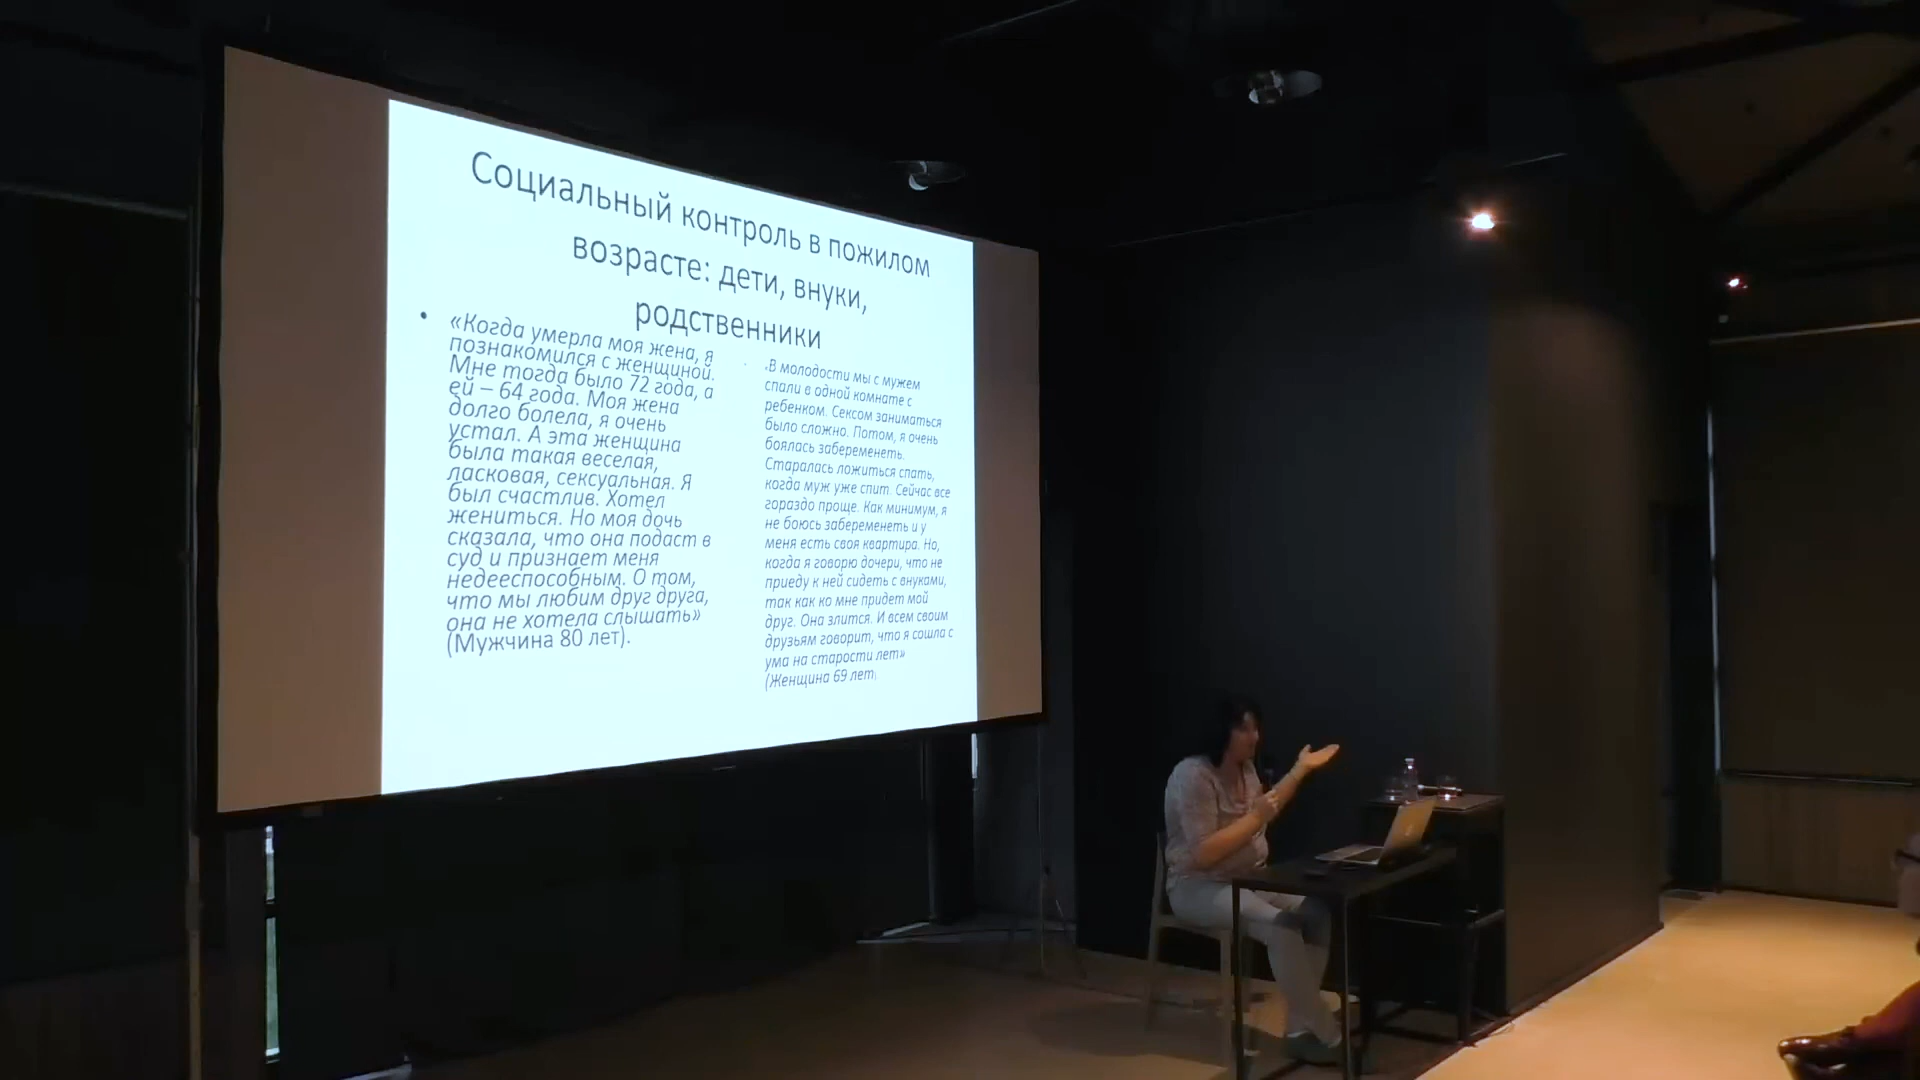 Социальный контроль в пожилом
возрасте: дети, внуки,
родственники
• «Когда умерла моя жена, я
познакомился с женщиной.
Мне тогда было 72 года, а
ей – 64 года. Моя жена
долго болела, я очень
устал. А эта женщина
была такая веселая,
ласковая, сексуальная. Я
был счастлив. Хотел
жениться. Но моя дочь
сказала, что она подаст в
суд и признает меня
недееспособным. О том,
что мы любим друг друга,
она не хотела слышать»
(Мужчина 80 лет).
«В молодости мы с мужем
спали в одной комнате с
ребенком. Сексом заниматься
было сложно. Потом, я очень
боялась забеременеть.
Старалась ложиться спать,
когда муж уже спит. Сейчас все
гораздо проще. Как минимум, я
не боюсь забеременеть и у
меня есть своя квартира. Но,
когда я говорю дочери, что не
приеду к ней сидеть с внуками,
так как ко мне придет мой
друг. Она злится. И всем своим
друзьям говорит, что я сошла с
ума на старости лет»
(Женщина 69 лет)